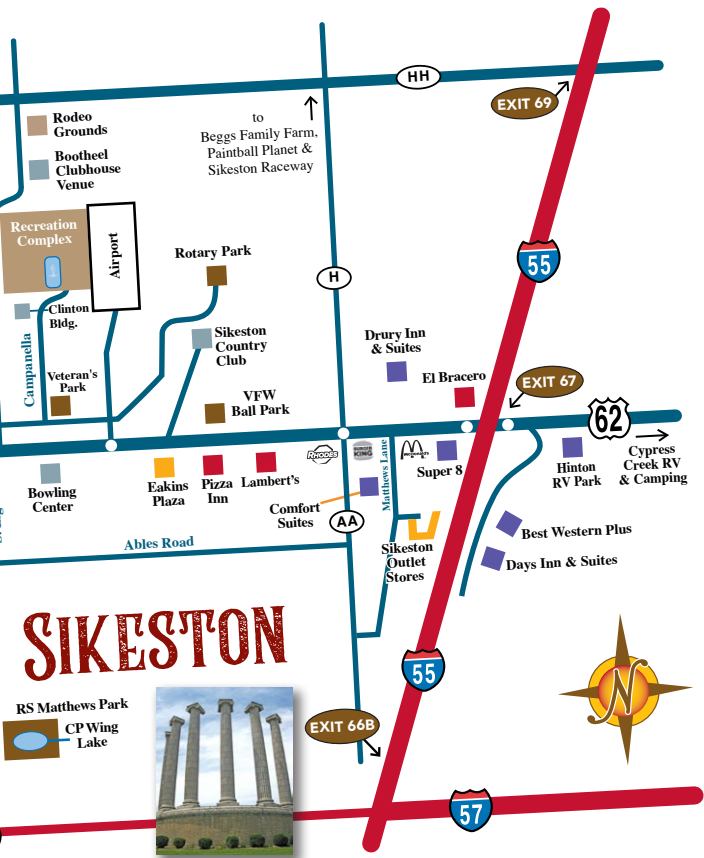 HH
EXIT 69
Rodeo
Grounds
to
Beggs Family Farm,
Paintball Planet &
Sikeston Raceway
Bootheel
Clubhouse
Venue
Recreation
Complex
Airport
Rotary Park
55
H
Clinton
Bldg.
Campanella
Sikeston
Country
Club
Drury Inn
& Suites
Veteran's
Park
VFW
Ball Park
El Bracero
EXIT 67
62
RHODES
BURGER
KING
McDonald's
Matthews Lane
Super 8
Hinton
RV Park
Cypress
Creek RV
& Camping
Bowling
Center
Eakins
Plaza
Pizza
Inn
Lambert's
Comfort
Suites
AA
Best Western Plus
Ables Road
Sikeston
Outlet
Stores
Days Inn & Suites
SIKESTON
55
N
RS Matthews Park
CP Wing
Lake
EXIT 66B
57